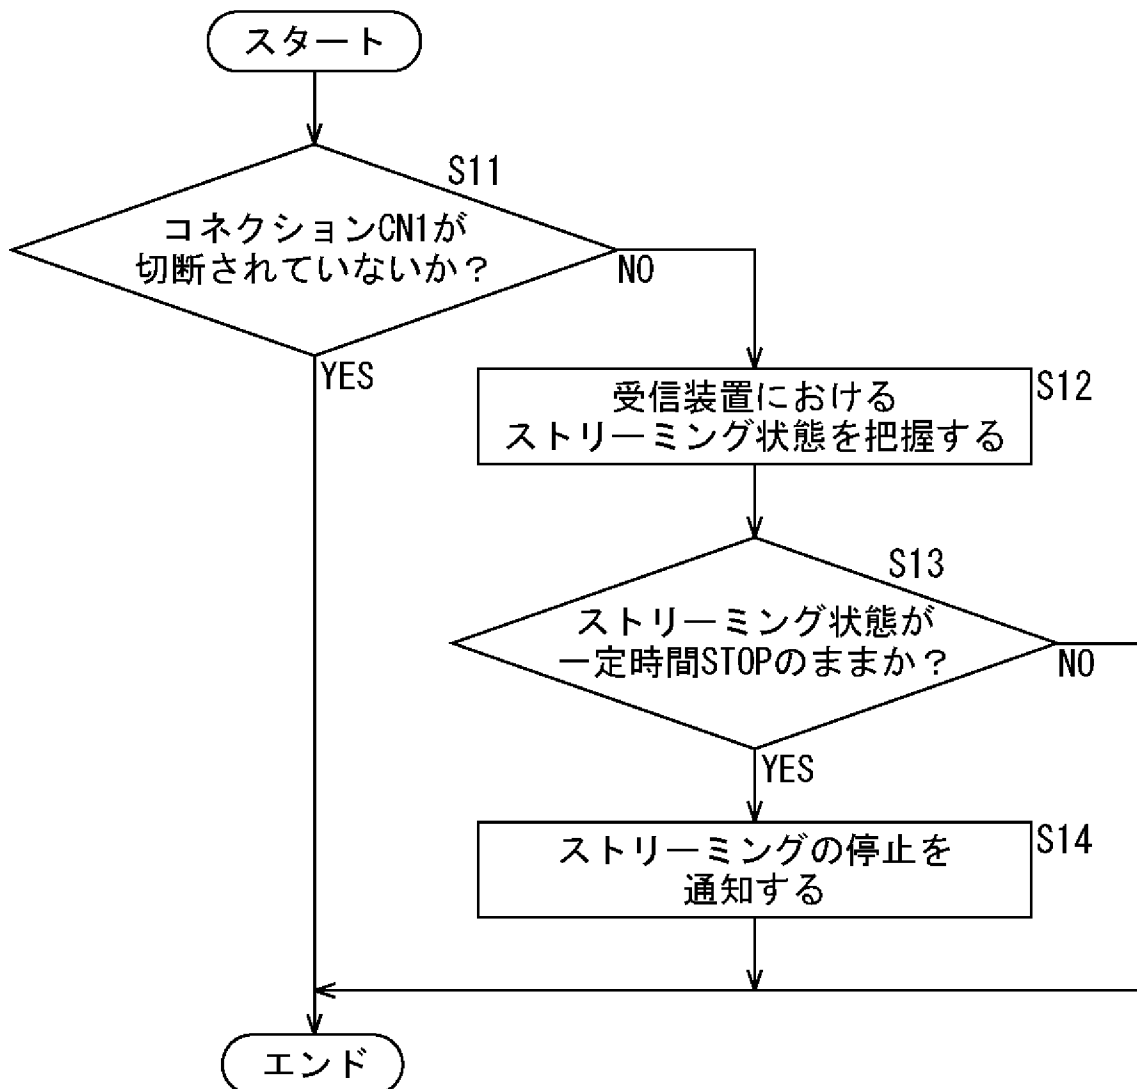 スタート
S11
コネクションCN1が
切断されていないか？
NO
YES
S12
受信装置における
ストリーミング状態を把握する
S13
ストリーミング状態が
一定時間STOPのままか？
NO
YES
S14
ストリーミングの停止を
通知する
エンド